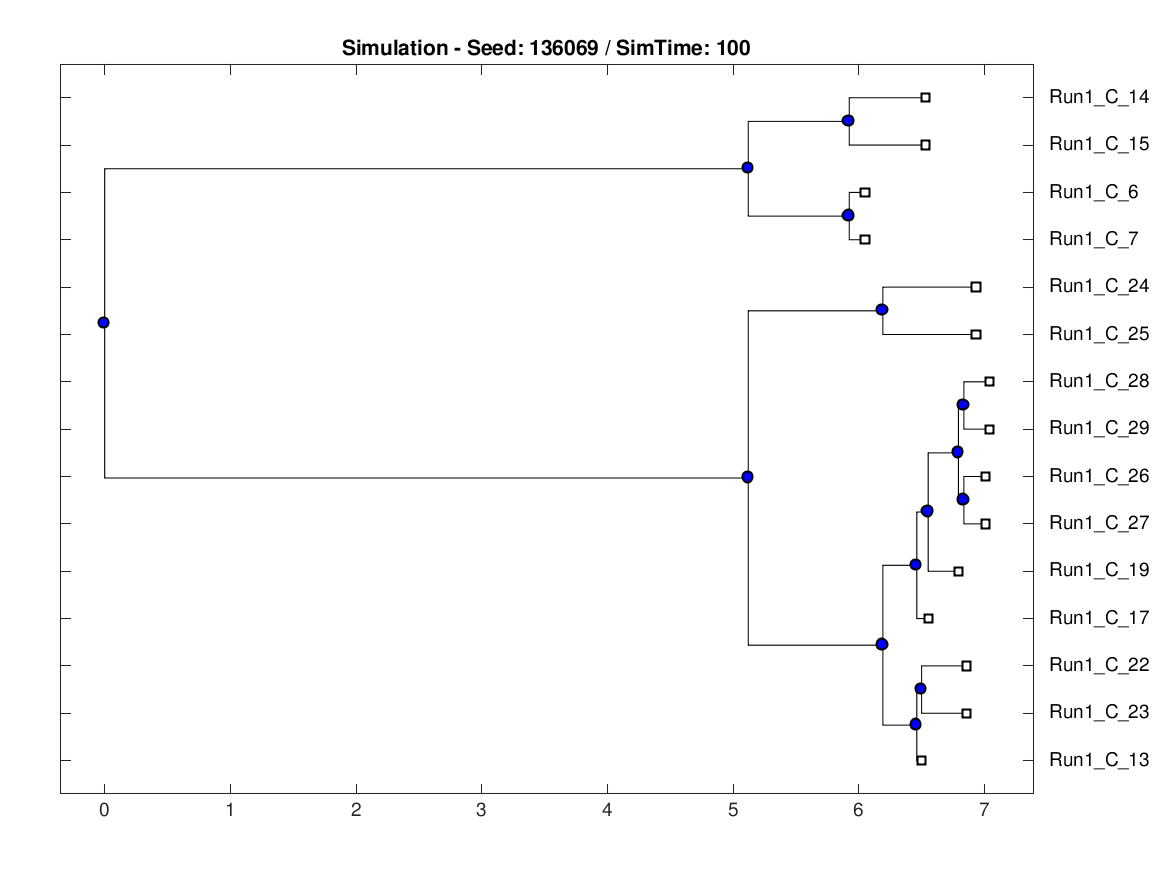 Simulation - Seed: 136069 / SimTime: 100
Run1_C_14
Run1_C_15
Run1_C_6
Run1_C_7
Run1_C_24
Run1_C_25
Run1_C_28
Run1_C_29
Run1_C_26
Run1_C_27
Run1_C_19
Run1_C_17
Run1_C_22
Run1_C_23
Run1_C_13
0 1 2 3 4 5 6 7